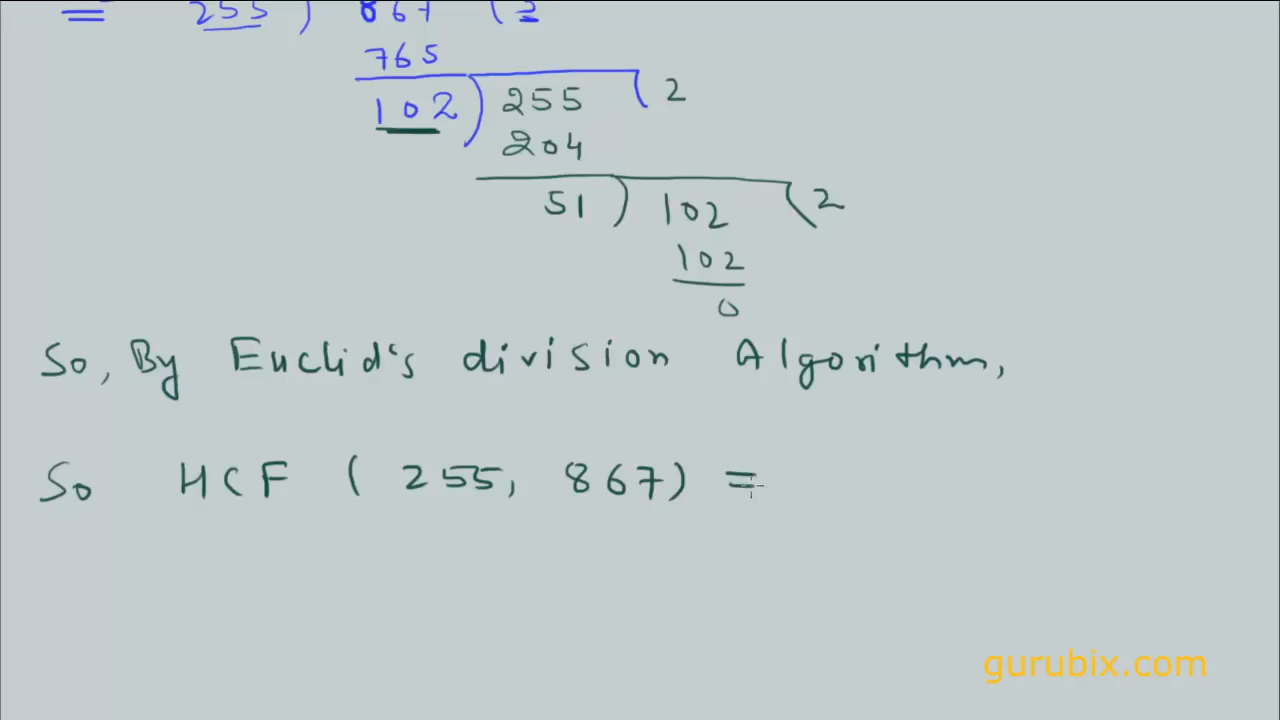 = 255 ) 867 (
765
102 ) 255 ( 2
204
51 ) 102 ( 2
102
0
So, By Euclid's division Algorithm,
So HCF ( 255, 867) =
gurubix.com